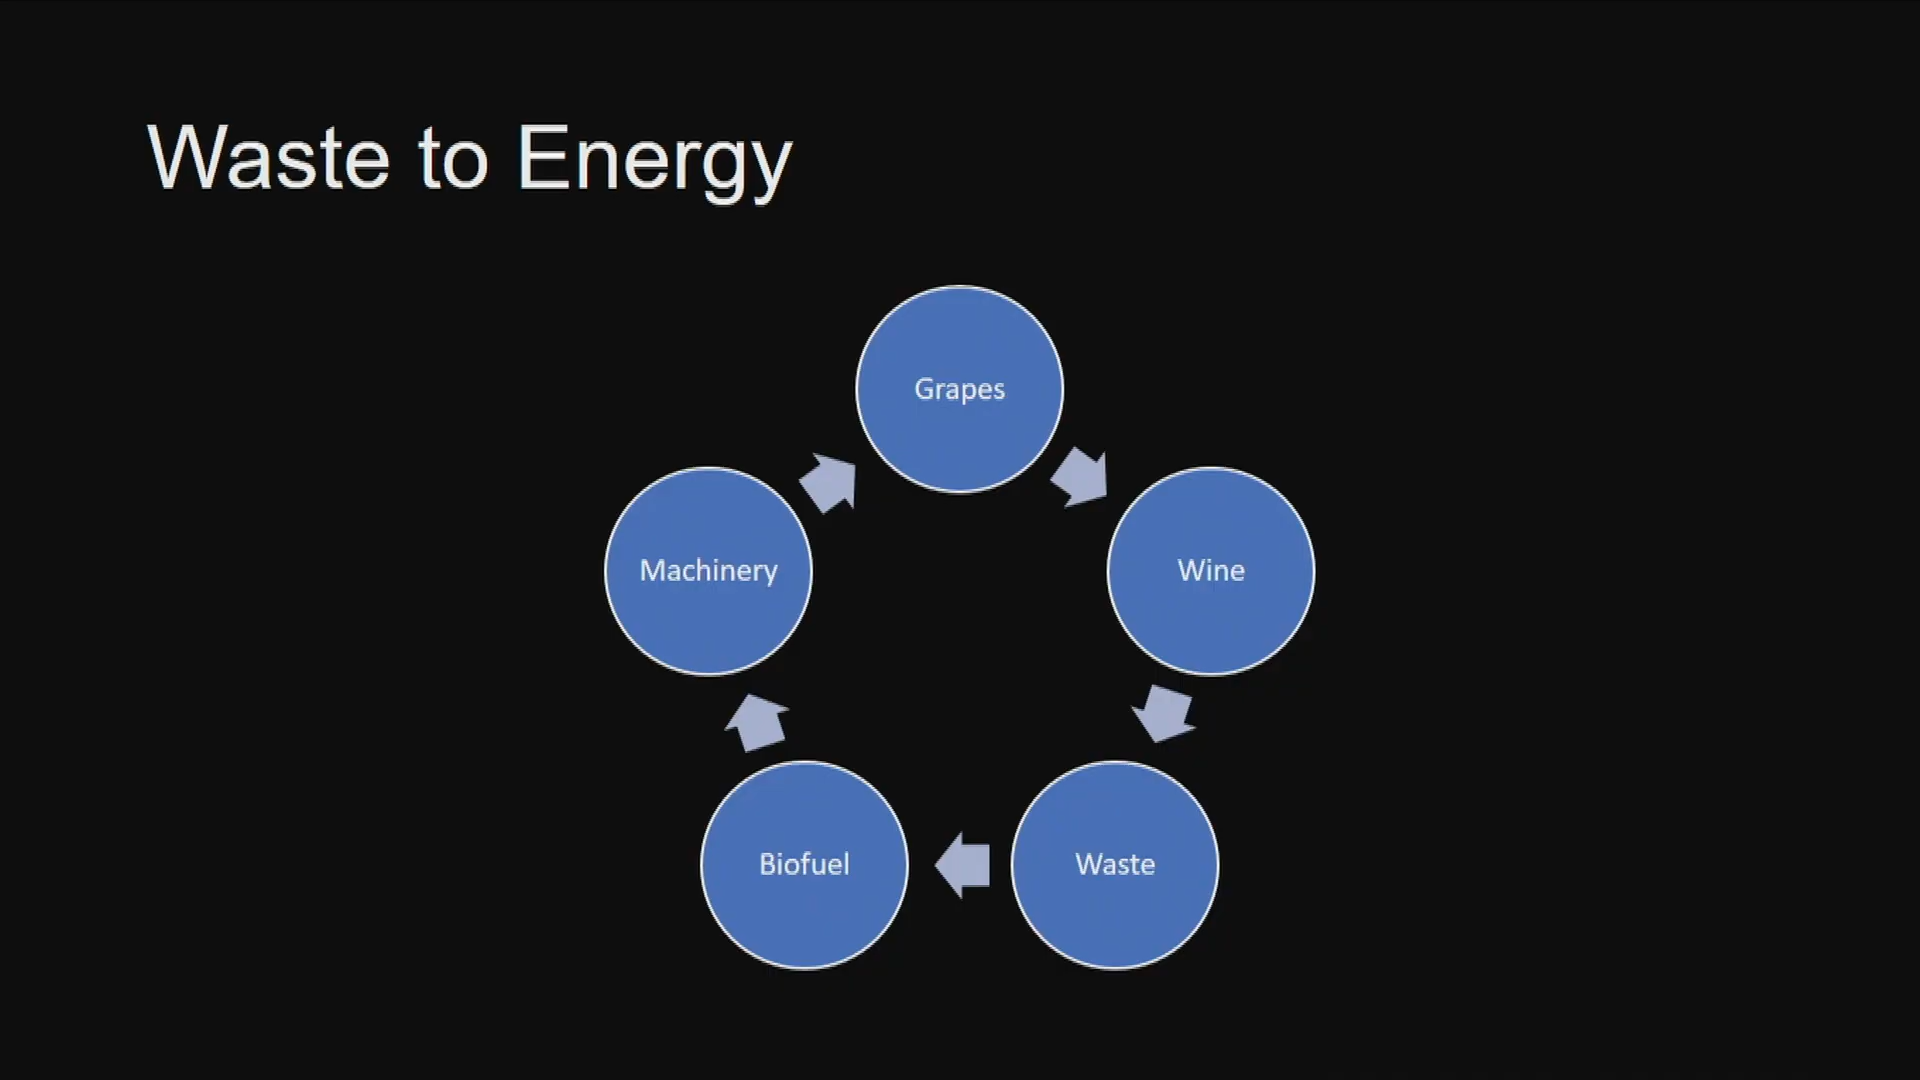 Waste to Energy
Grapes
Wine
Waste
Biofuel
Machinery